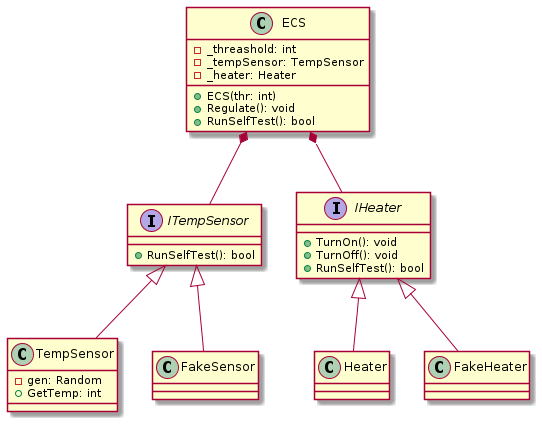 C ECS
_threashold: int
_tempSensor: TempSensor
_heater: Heater
ECS(thr: int)
Regulate(): void
RunSelfTest(): bool
I ITempSensor
RunSelfTest(): bool
I IHeater
TurnOn(): void
TurnOff(): void
RunSelfTest(): bool
C TempSensor
gen: Random
GetTemp: int
C FakeSensor
C Heater
C FakeHeater